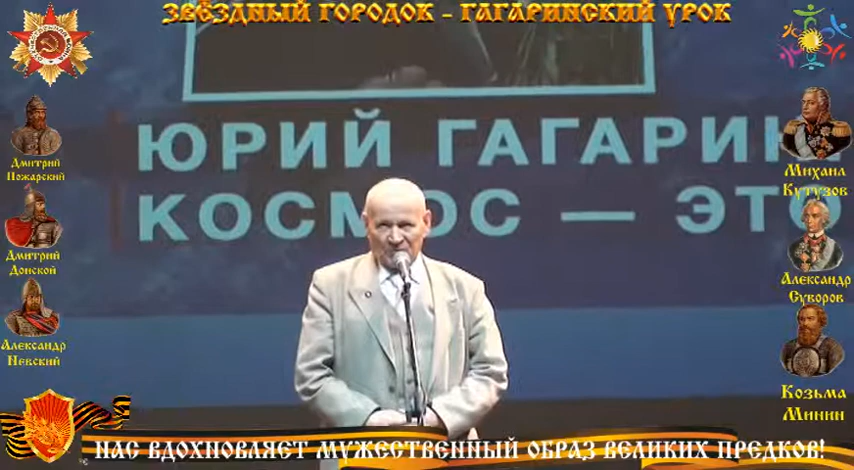 ЗВЁЗДНЫЙ ГОРОДОК - ГАГАРИНСКИЙ УРОК
ЮРИЙ ГАГАРИН
КОСМОС — ЭТО
Дмитрий
Пожарский
Дмитрий
Донской
Александр
Невский
Михаил
Кутузов
Александр
Суворов
Козьма
Минин
НАС ВДОХНОВЛЯЕТ МУЖЕСТВЕННЫЙ ОБРАЗ ВЕЛИКИХ ПРЕДКОВ!